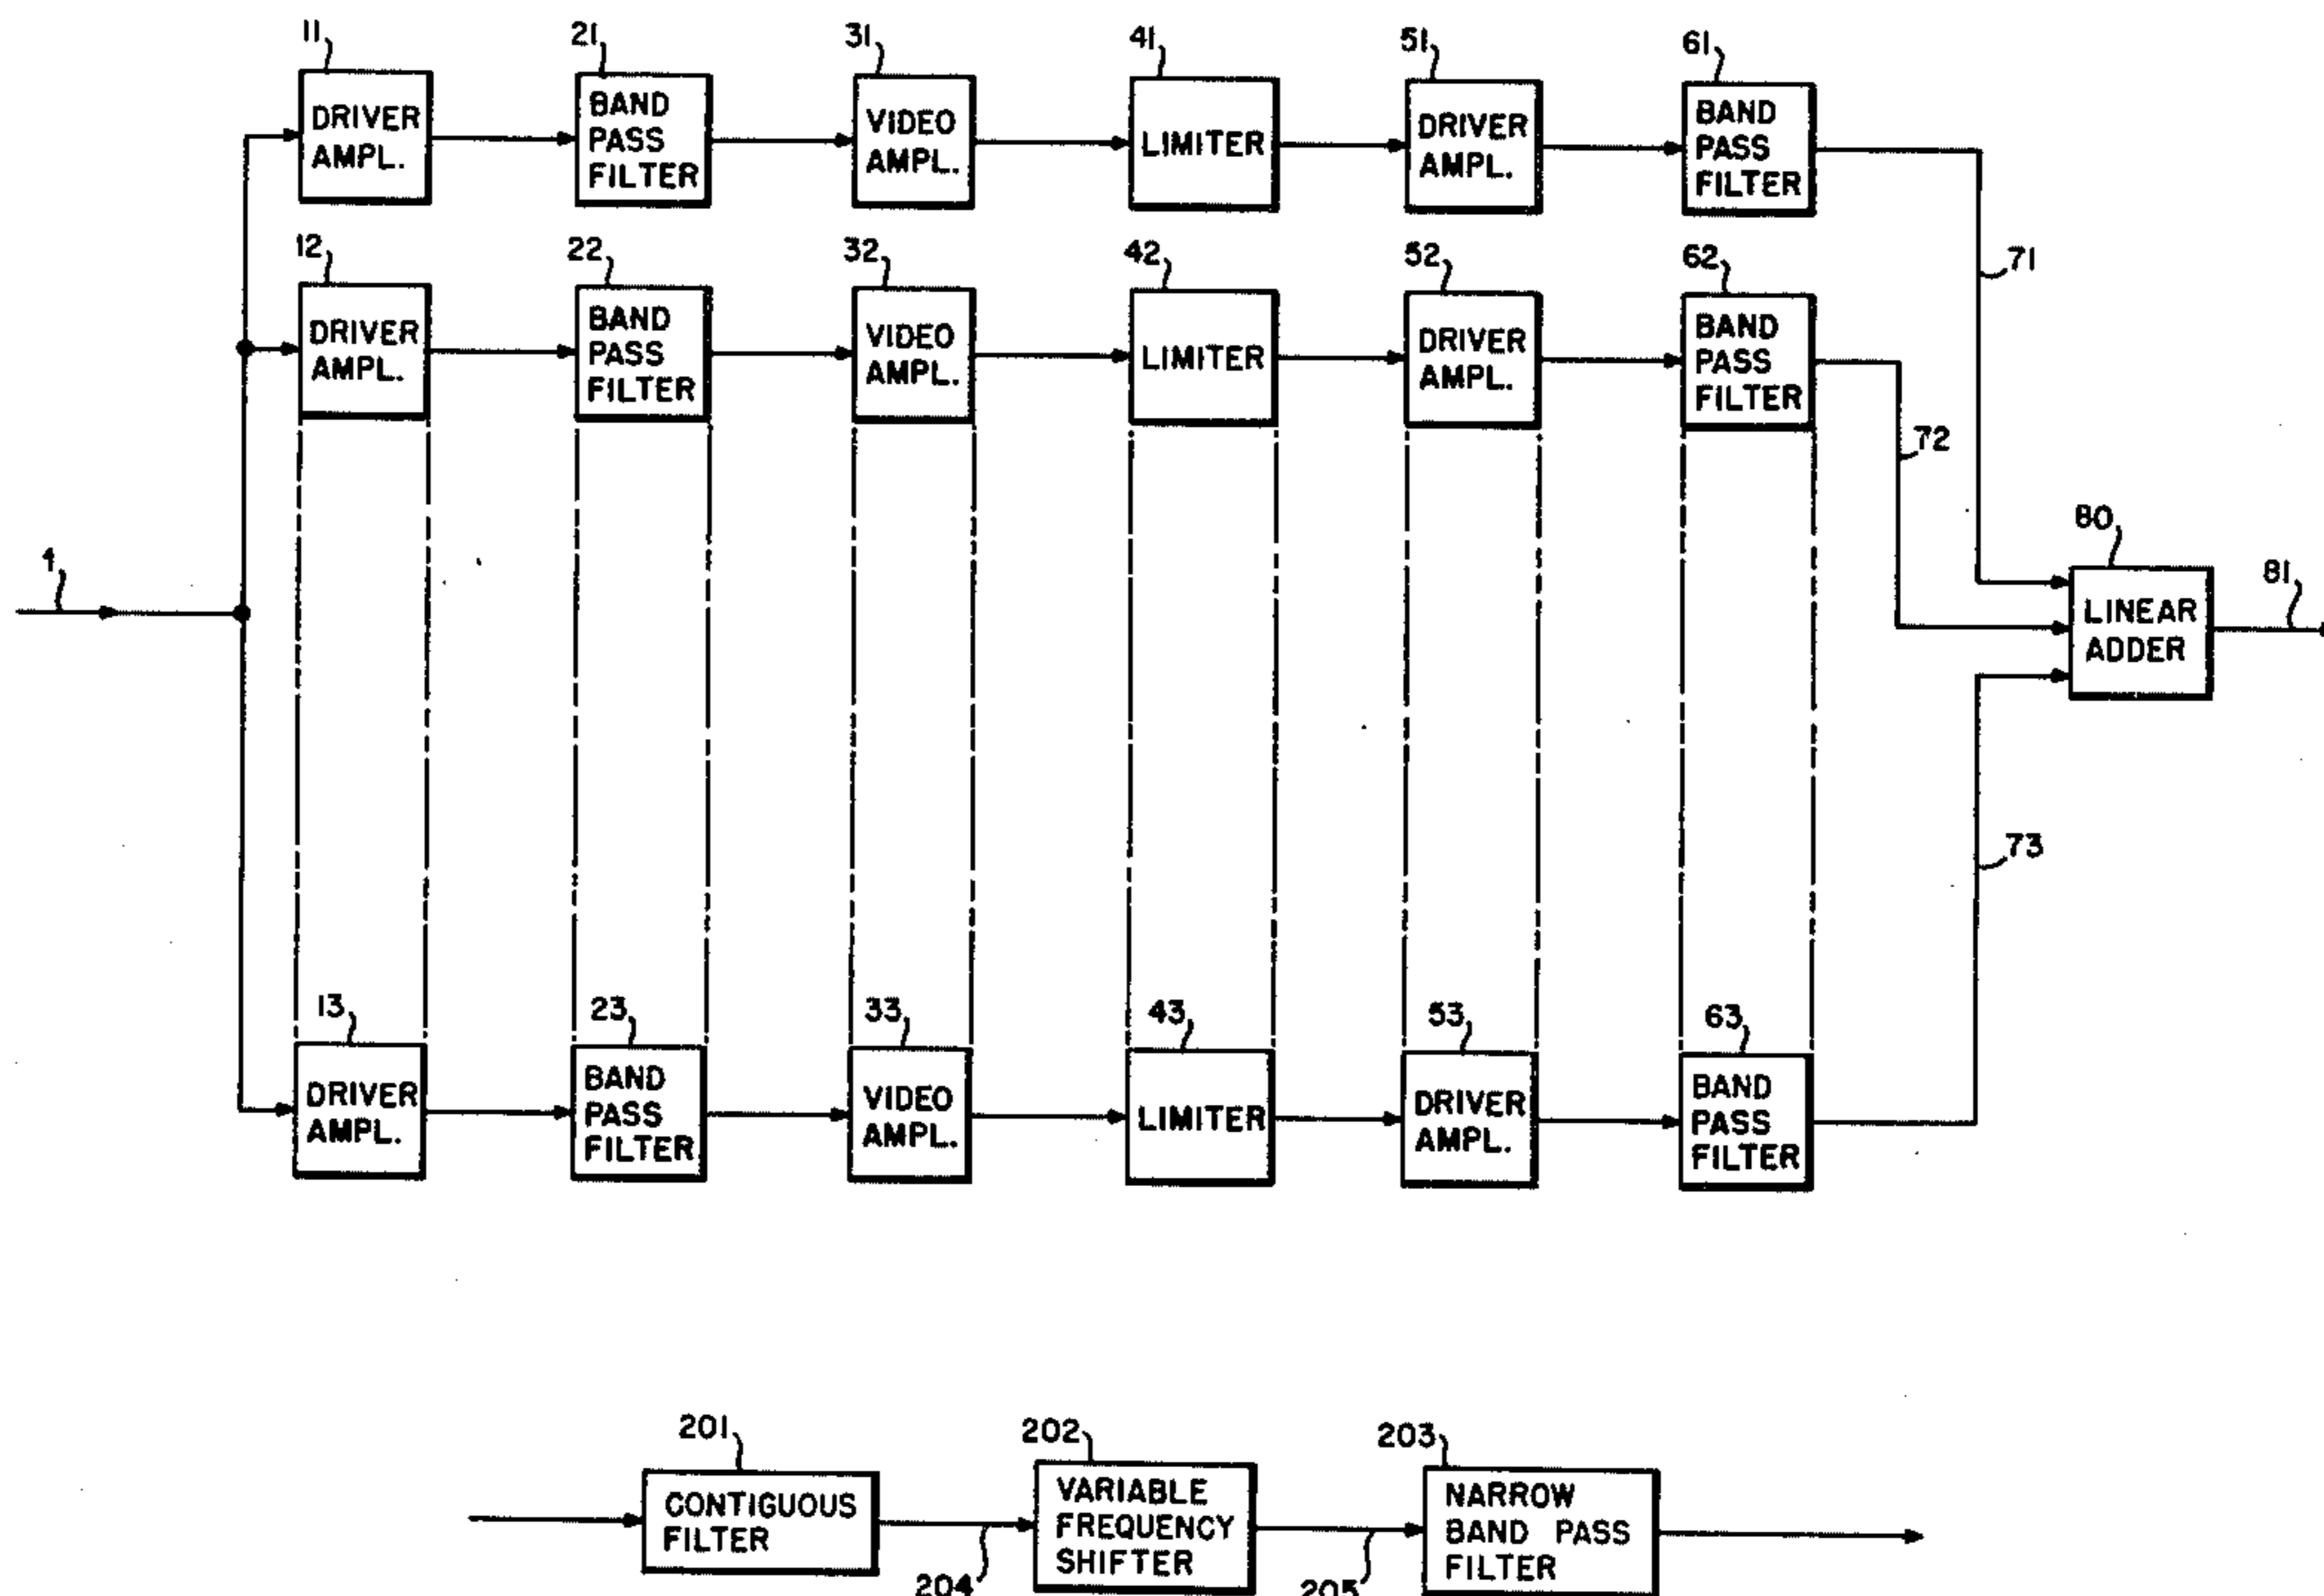 11 21 31 41 51 61
DRIVER AMPL.
BAND PASS FILTER
VIDEO AMPL.
LIMITER
DRIVER AMPL.
BAND PASS FILTER
71
12 22 32 42 52 62
DRIVER AMPL.
BAND PASS FILTER
VIDEO AMPL.
LIMITER
DRIVER AMPL.
BAND PASS FILTER
72
4
80
LINEAR ADDER
81
73
13 23 33 43 53 63
DRIVER AMPL.
BAND PASS FILTER
VIDEO AMPL.
LIMITER
DRIVER AMPL.
BAND PASS FILTER
201 202 203
CONTIGUOUS FILTER
204
VARIABLE FREQUENCY SHIFTER
205
NARROW BAND PASS FILTER